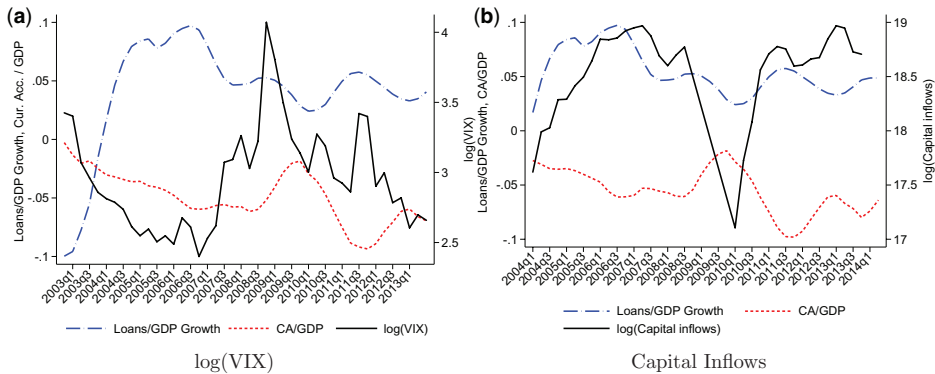 (a)
Loans/GDP Growth, Cur. Acc. / GDP
.1
.05
0
-.05
-.1
4
3.5
3
2.5
log(VIX)
2003q1
2003q3
2004q1
2004q3
2005q1
2005q3
2006q1
2006q3
2007q1
2007q3
2008q1
2008q3
2009q1
2009q3
2010q1
2010q3
2011q1
2011q3
2012q1
2012q3
2013q1
Loans/GDP Growth CA/GDP log(VIX)
log(VIX)
(b)
Loans/GDP Growth, CA/GDP
.1
.05
0
-.05
-.1
19
18.5
18
17.5
17
log(Capital inflows)
2004q1
2004q3
2005q1
2005q3
2006q1
2006q3
2007q1
2007q3
2008q1
2008q3
2009q1
2009q3
2010q1
2010q3
2011q1
2011q3
2012q1
2012q3
2013q1
2013q3
2014q1
Loans/GDP Growth CA/GDP
log(Capital inflows)
Capital Inflows